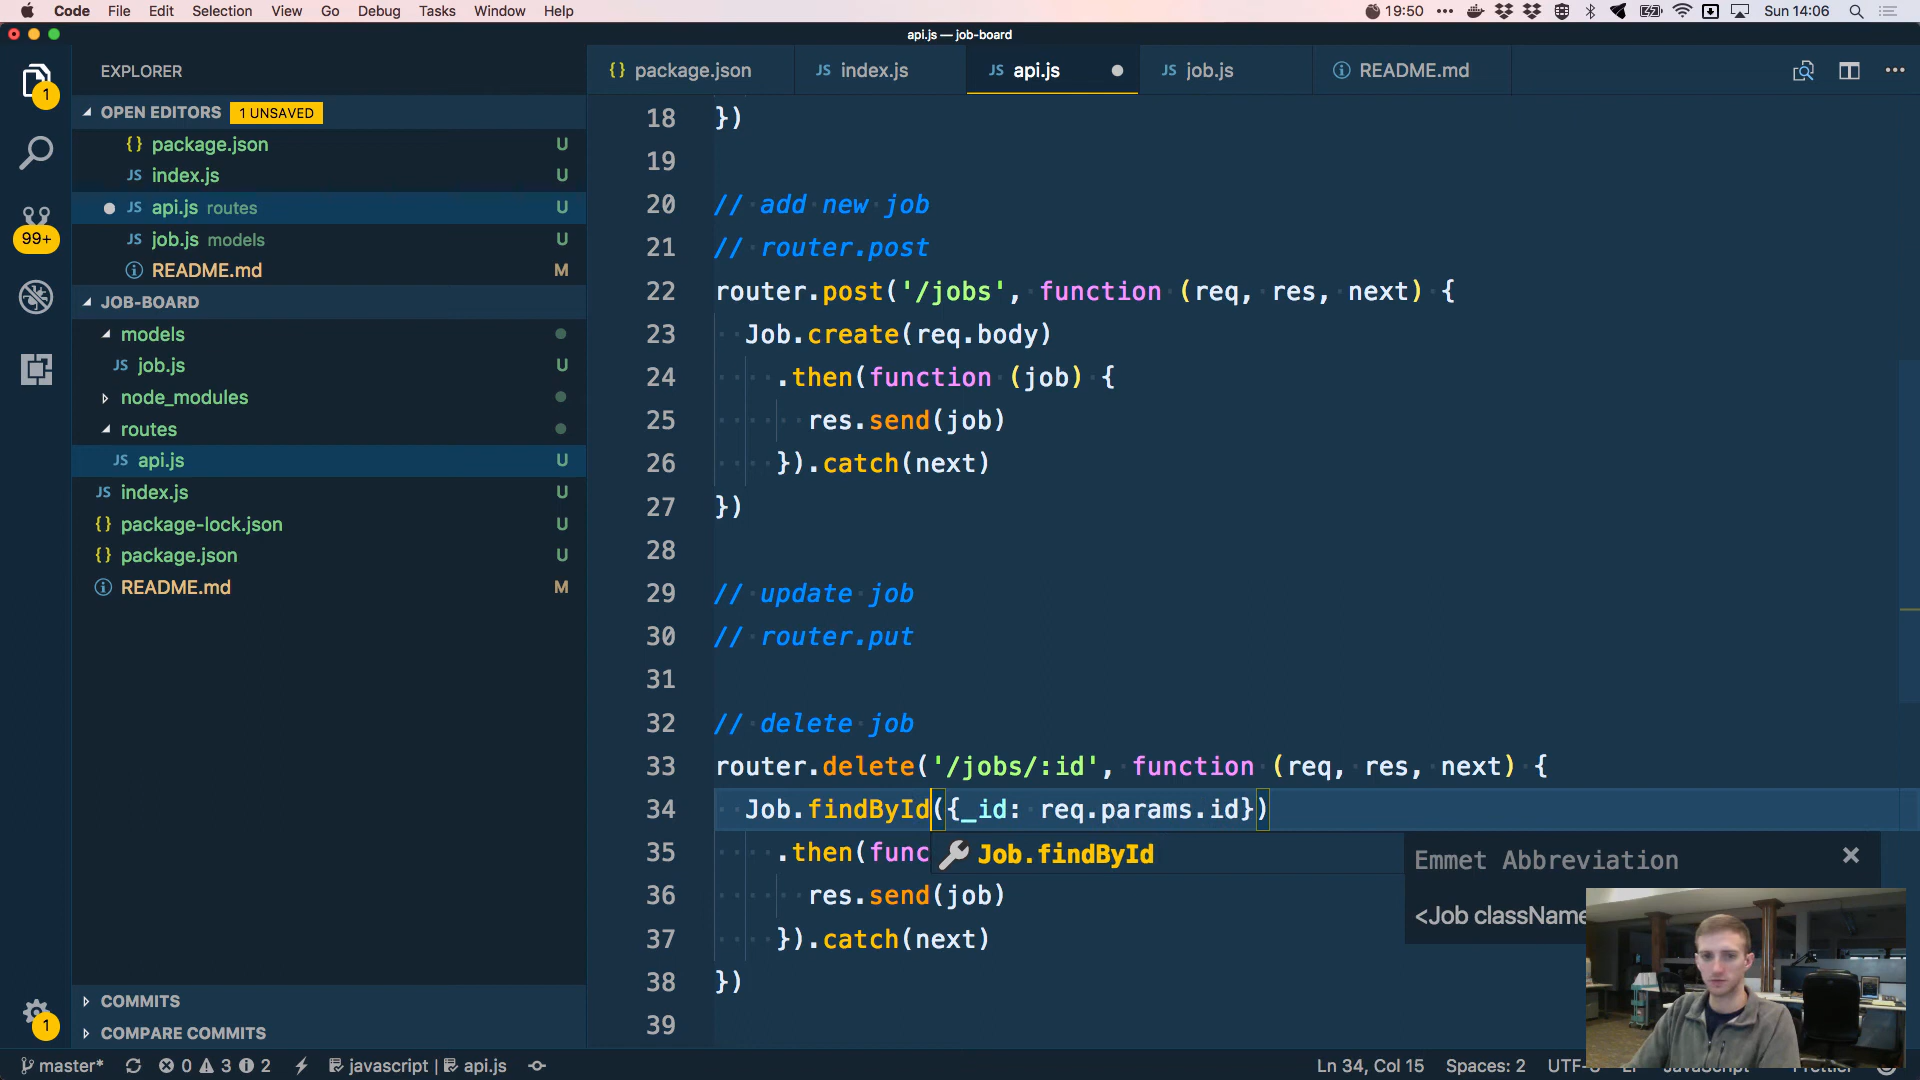 Code File Edit Selection View Go Debug Tasks Window Help 19:50 Sun 14:06
api.js — job-board
EXPLORER
OPEN EDITORS 1 UNSAVED
{} package.json U
JS index.js U
JS api.js routes U
JS job.js models U
README.md M
JOB-BOARD
models
JS job.js U
node_modules
routes
JS api.js U
JS index.js U
{} package-lock.json U
{} package.json U
README.md M
COMMITS
COMPARE COMMITS
1
99+
1
{} package.json JS index.js JS api.js JS job.js README.md
18 })
19
20 // add new job
21 // router.post
22 router.post('/jobs', function (req, res, next) {
23 Job.create(req.body)
24 .then(function (job) {
25 res.send(job)
26 }).catch(next)
27 })
28
29 // update job
30 // router.put
31
32 // delete job
33 router.delete('/jobs/:id', function (req, res, next) {
34 Job.findById({_id: req.params.id})
35 .then(func
Job.findById
Emmet Abbreviation
<Job className
36 res.send(job)
37 }).catch(next)
38 })
39
master* 0 3 2 javascript | api.js Ln 34, Col 15 Spaces: 2